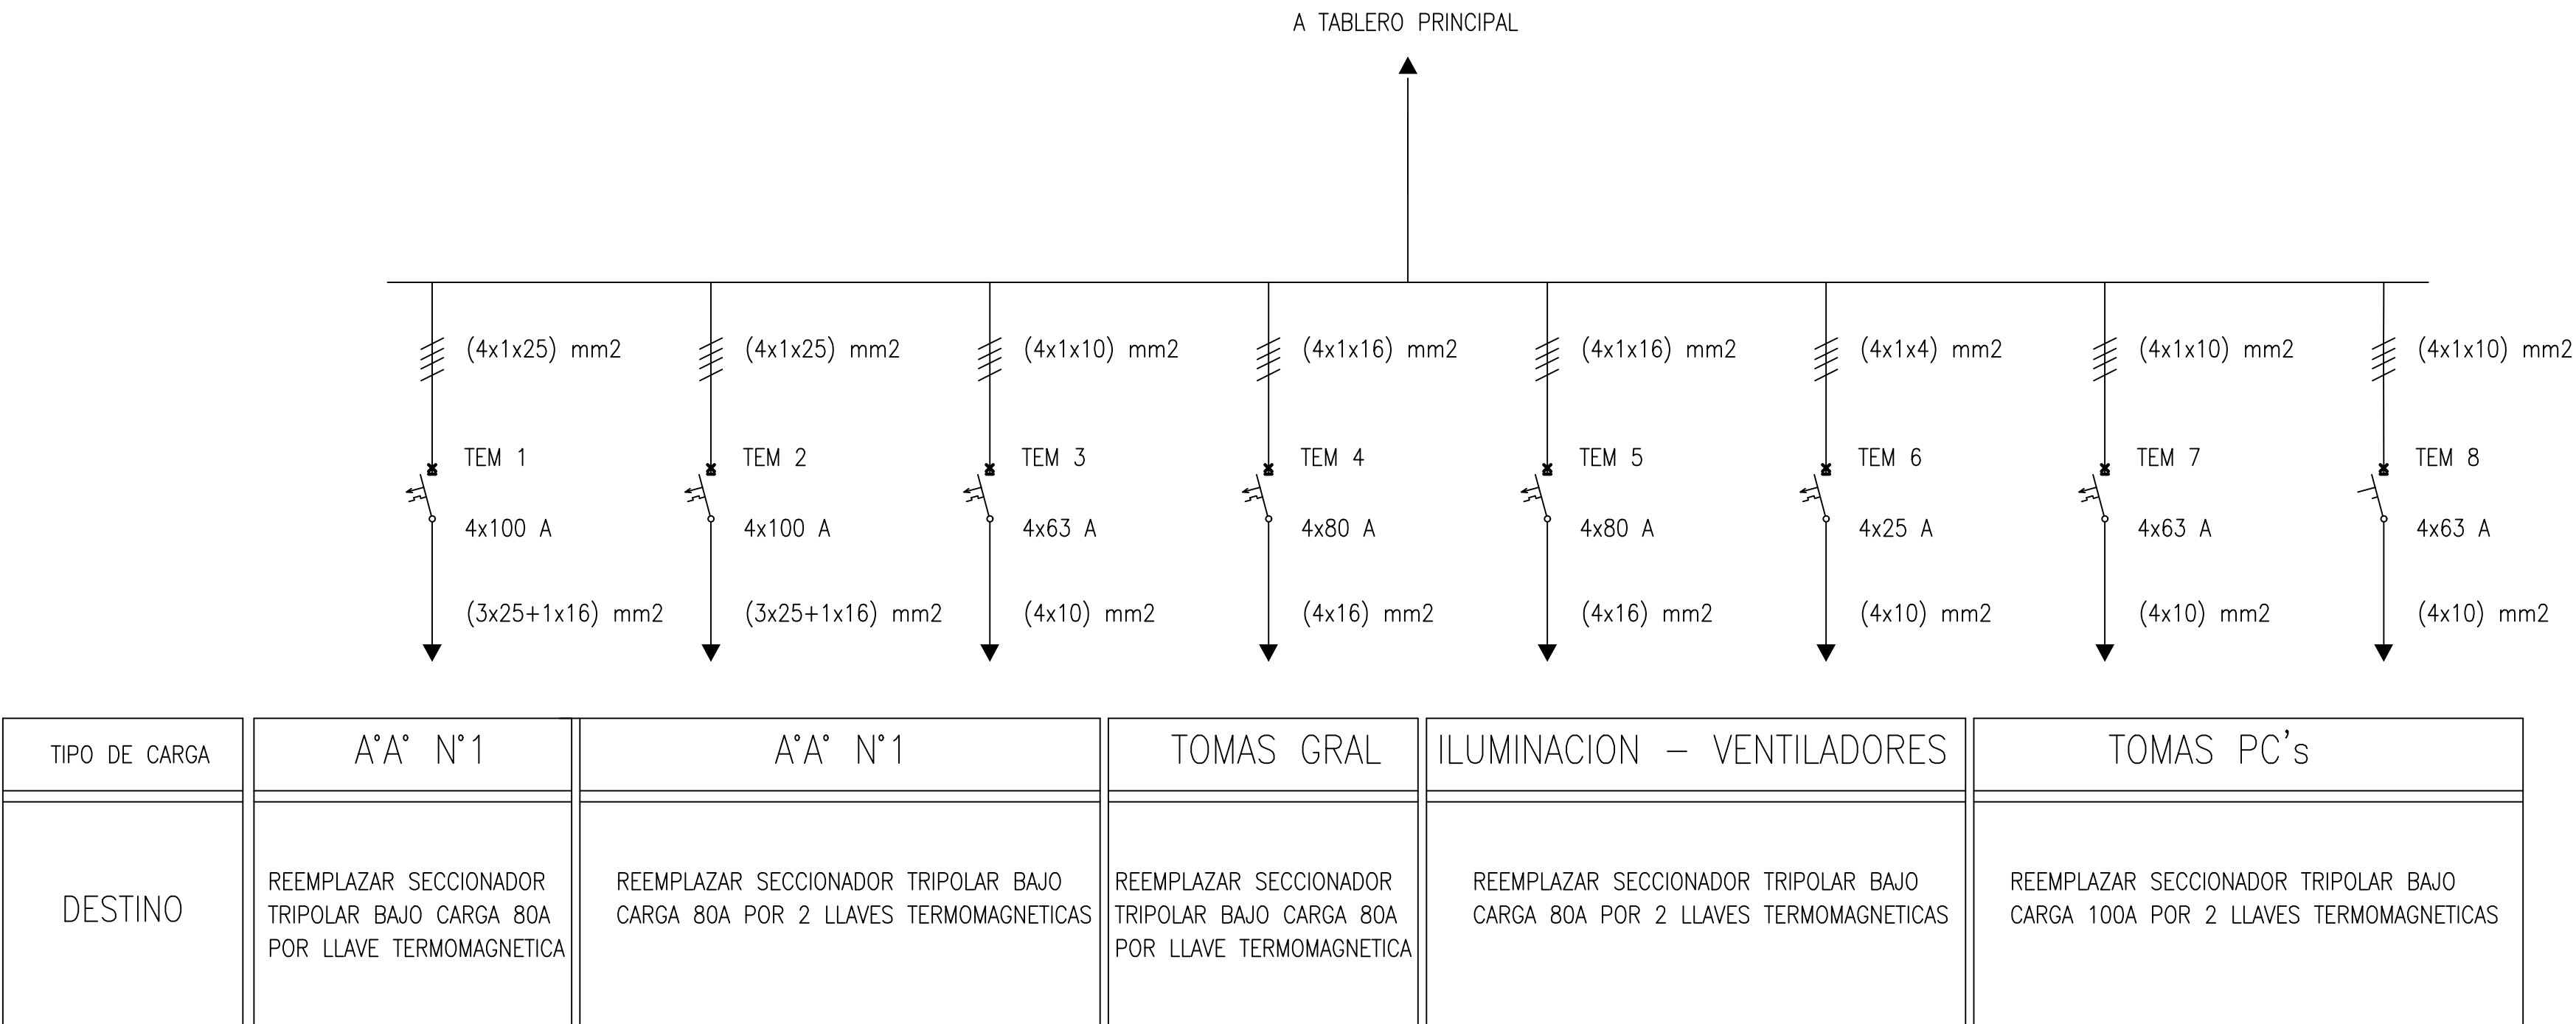 A TABLERO PRINCIPAL
(4x1x25) mm2
(4x1x25) mm2
(4x1x10) mm2
(4x1x16) mm2
(4x1x16) mm2
(4x1x4) mm2
(4x1x10) mm2
(4x1x10) mm2
TEM 1
TEM 2
TEM 3
TEM 4
TEM 5
TEM 6
TEM 7
TEM 8
4x100 A
4x100 A
4x63 A
4x80 A
4x80 A
4x25 A
4x63 A
4x63 A
(3x25+1x16) mm2
(3x25+1x16) mm2
(4x10) mm2
(4x16) mm2
(4x16) mm2
(4x10) mm2
(4x10) mm2
(4x10) mm2
TIPO DE CARGA
A°A° N°1
A°A° N°1
TOMAS GRAL
ILUMINACION - VENTILADORES
TOMAS PC's
DESTINO
REEMPLAZAR SECCIONADOR
TRIPOLAR BAJO CARGA 80A
POR LLAVE TERMOMAGNETICA
REEMPLAZAR SECCIONADOR TRIPOLAR BAJO
CARGA 80A POR 2 LLAVES TERMOMAGNETICAS
REEMPLAZAR SECCIONADOR
TRIPOLAR BAJO CARGA 80A
POR LLAVE TERMOMAGNETICA
REEMPLAZAR SECCIONADOR TRIPOLAR BAJO
CARGA 80A POR 2 LLAVES TERMOMAGNETICAS
REEMPLAZAR SECCIONADOR TRIPOLAR BAJO
CARGA 100A POR 2 LLAVES TERMOMAGNETICAS